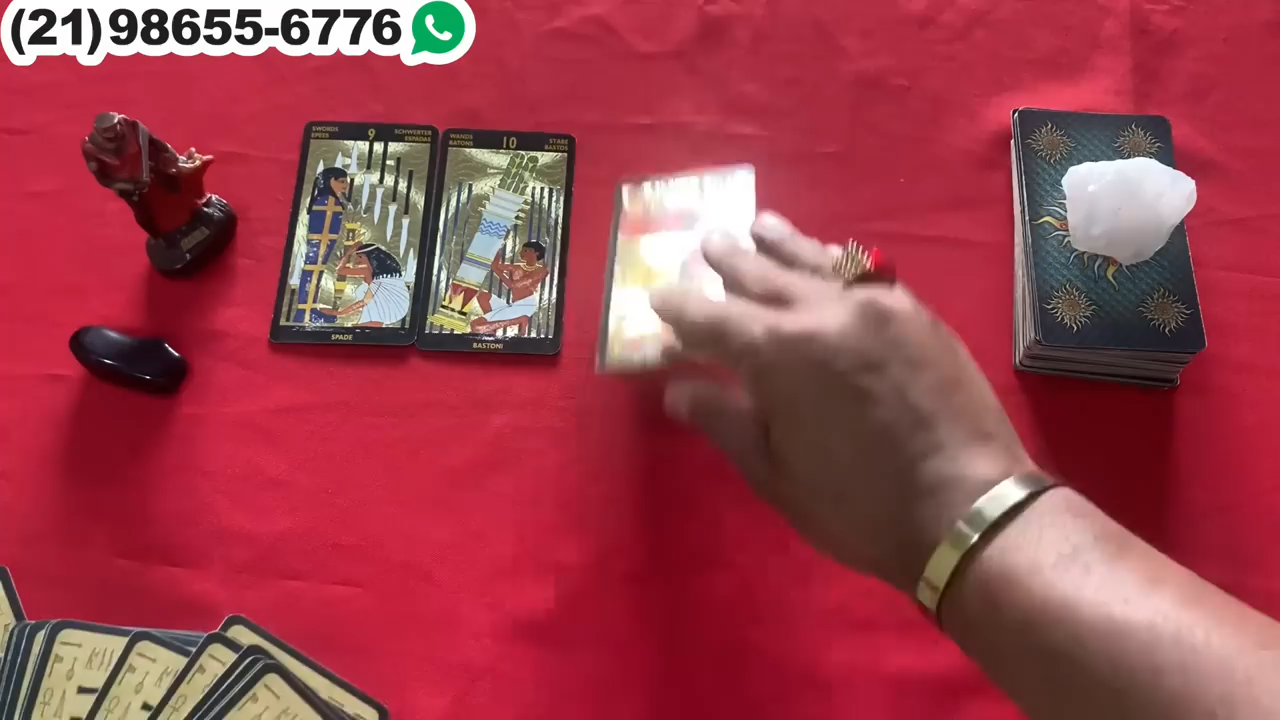 (21)98655-6776
SWORDS 9 SCHWERTER
EPEES ESPADAS
SPADE
WANDS 10 STABE
BATONS BASTOS
BASTONI